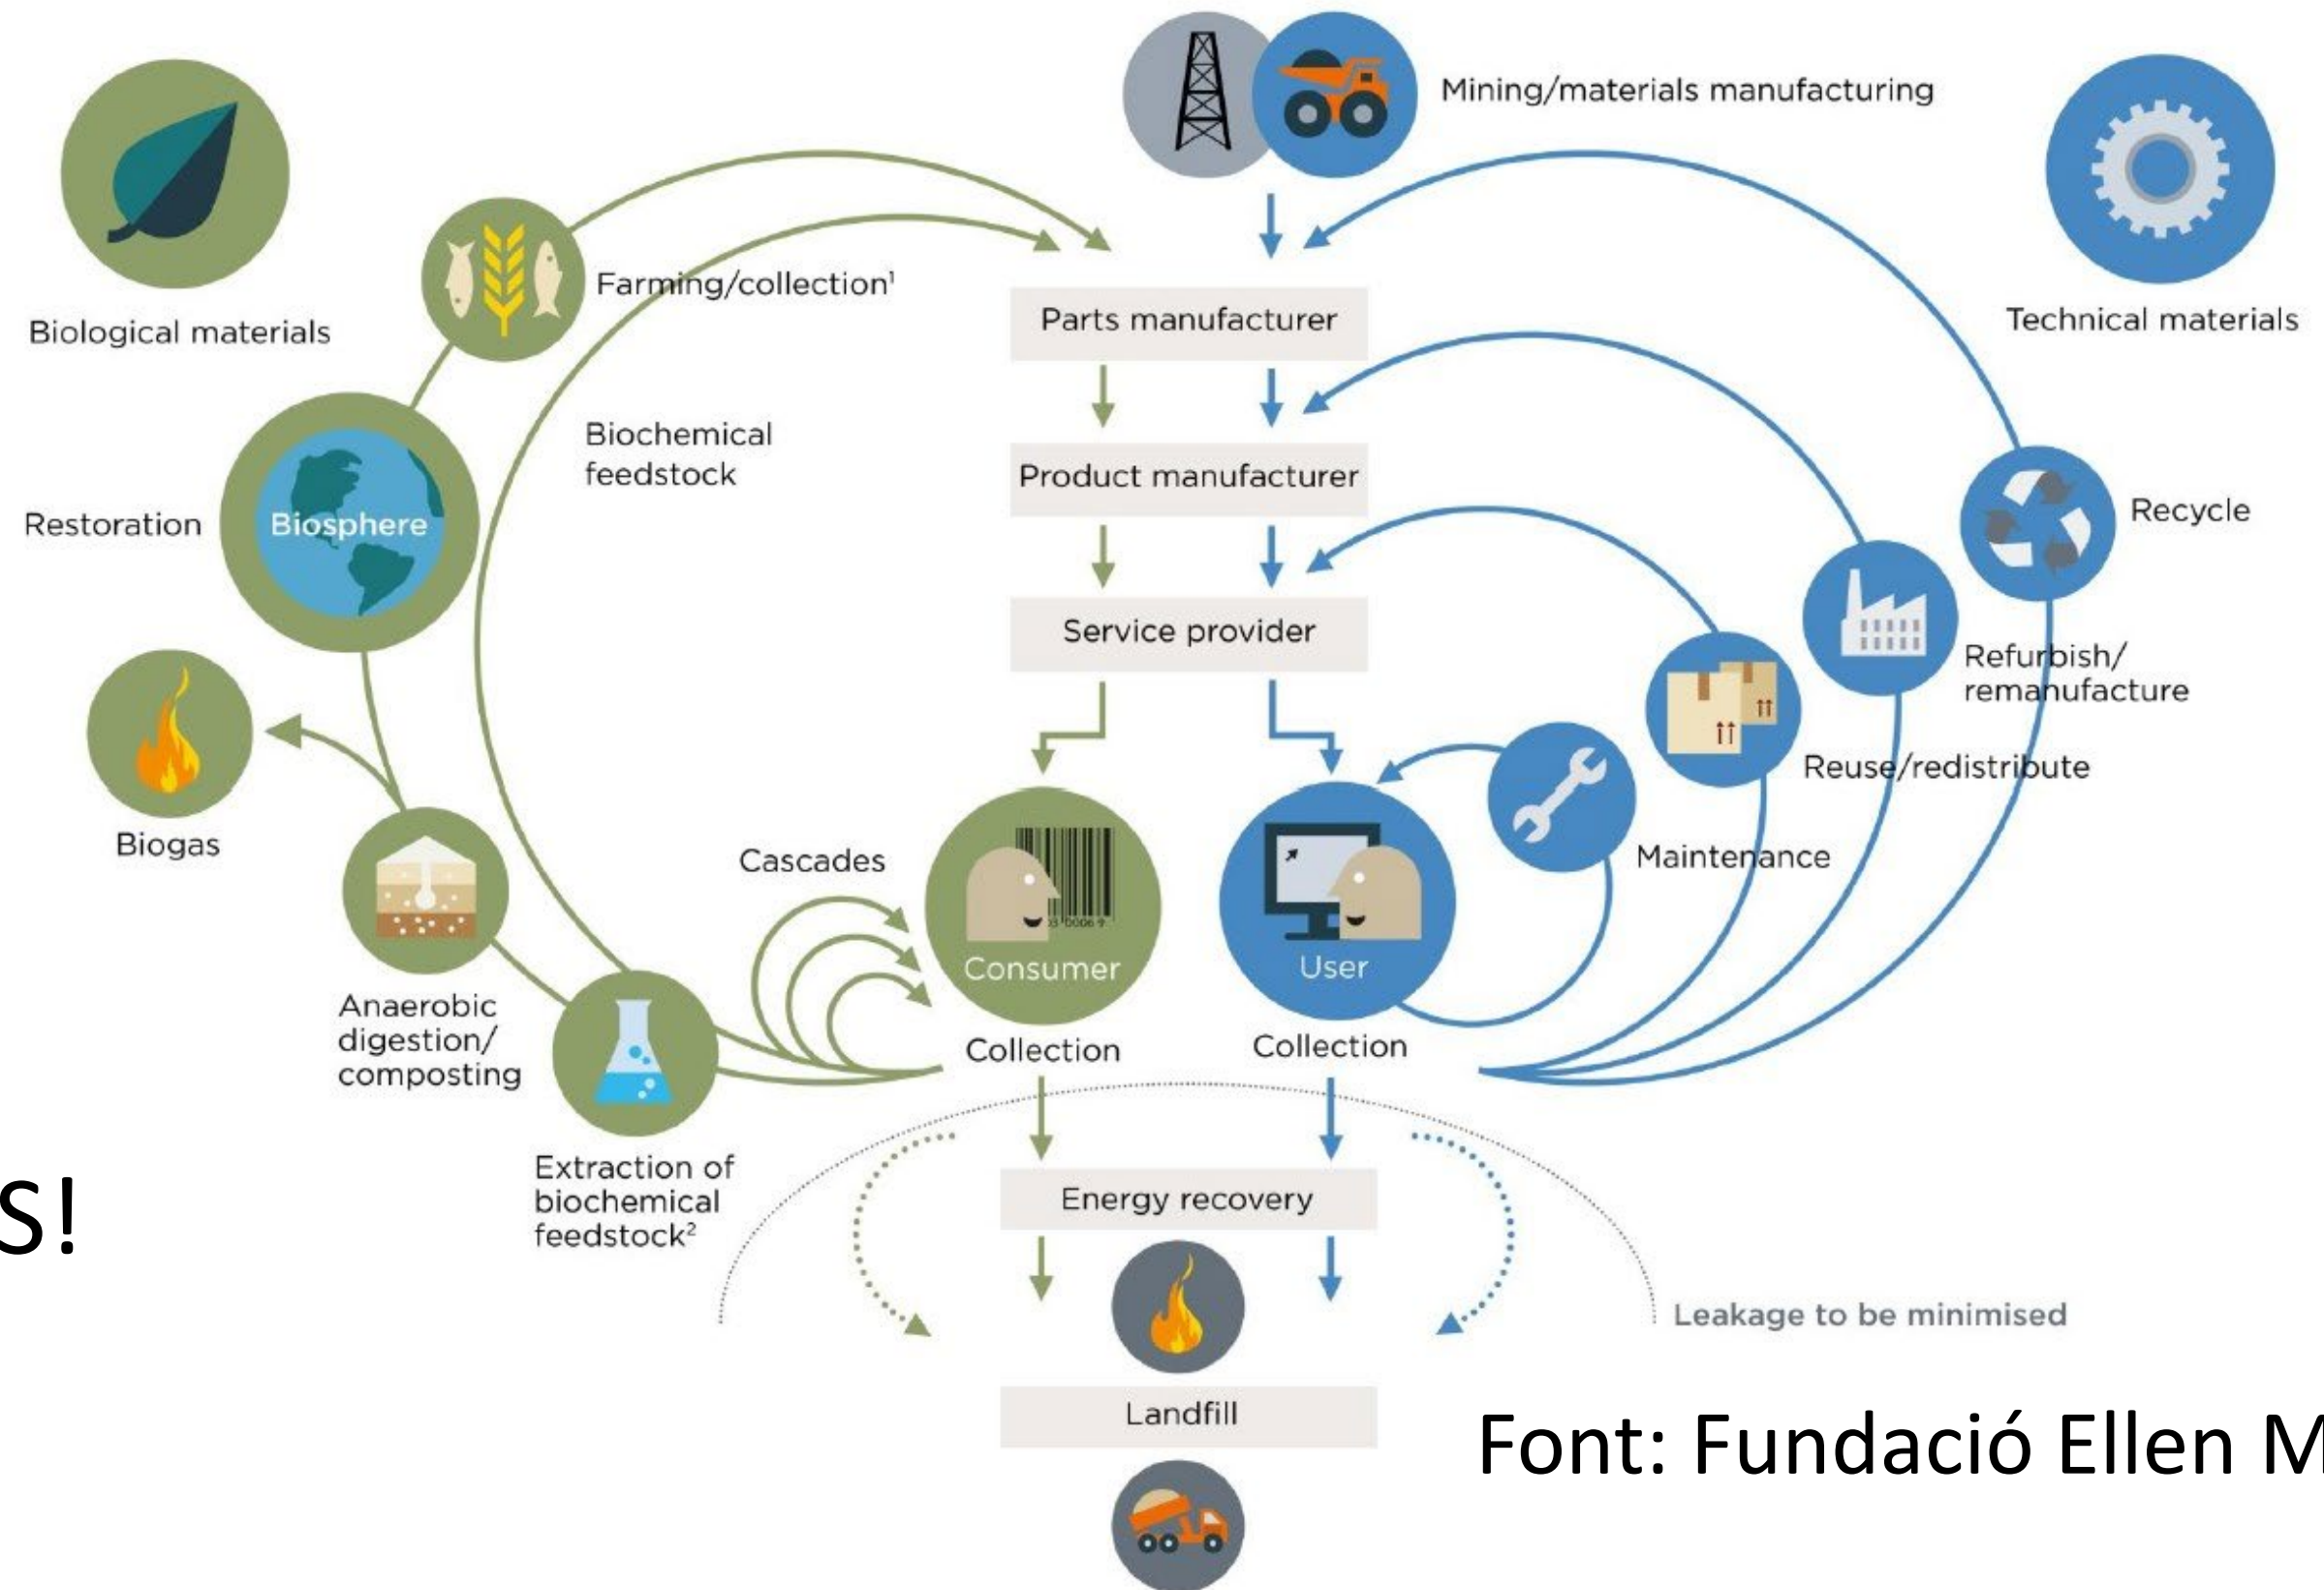 Mining/materials manufacturing
Biological materials
Technical materials
Farming/collection¹
Parts manufacturer
Biochemical
feedstock
Product manufacturer
Restoration
Biosphere
Recycle
Service provider
Refurbish/
remanufacture
Reuse/redistribute
Biogas
Cascades
Maintenance
Consumer
User
Anaerobic
digestion/
composting
Collection
Collection
Extraction of
biochemical
feedstock²
Energy recovery
S!
Leakage to be minimised
Landfill
Font: Fundació Ellen M